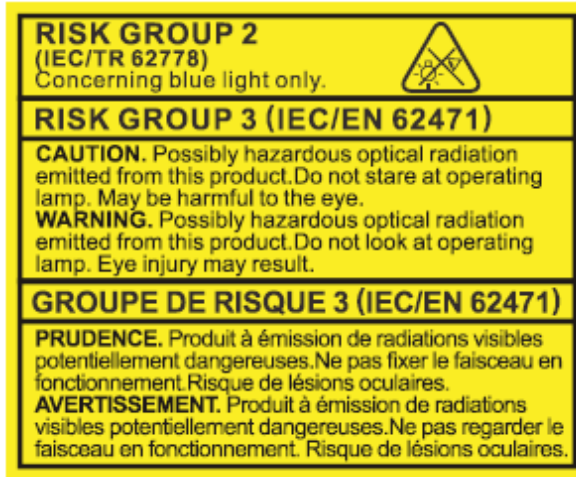 RISK GROUP 2
(IEC/TR 62778)
Concerning blue light only.
RISK GROUP 3 (IEC/EN 62471)
CAUTION. Possibly hazardous optical radiation
emitted from this product.Do not stare at operating
lamp. May be harmful to the eye.
WARNING. Possibly hazardous optical radiation
emitted from this product.Do not look at operating
lamp. Eye injury may result.
GROUPE DE RISQUE 3 (IEC/EN 62471)
PRUDENCE. Produit à émission de radiations visibles
potentiellement dangereuses.Ne pas fixer le faisceau en
fonctionnement.Risque de lésions oculaires.
AVERTISSEMENT. Produit à émission de radiations
visibles potentiellement dangereuses.Ne pas regarder le
faisceau en fonctionnement. Risque de lésions oculaires.